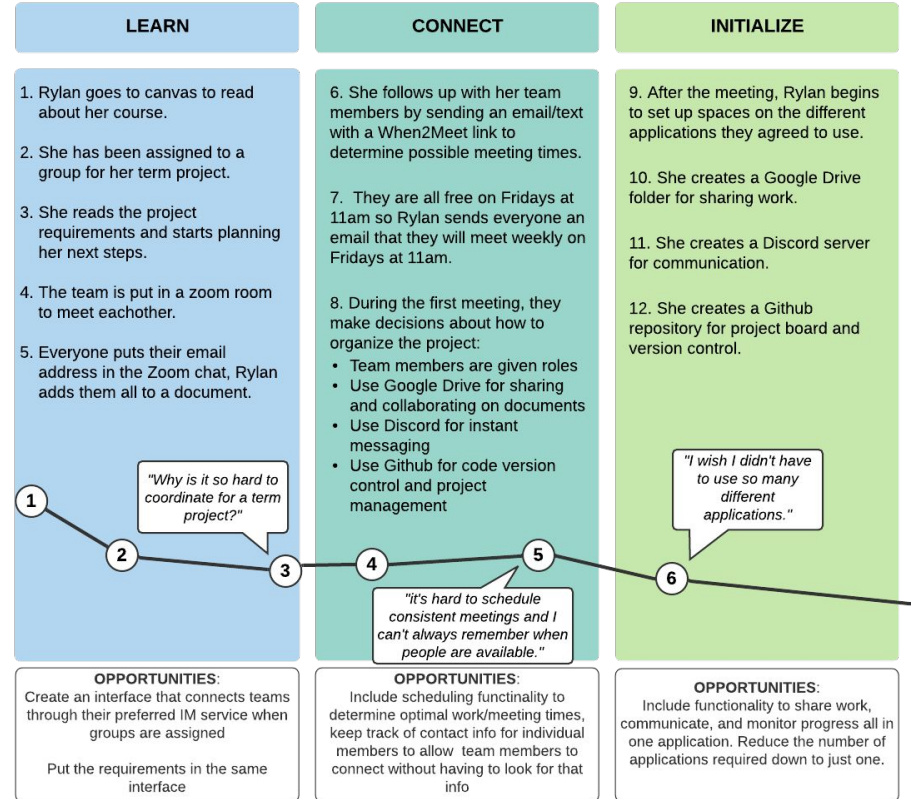 LEARN
1. Rylan goes to canvas to read
about her course.
2. She has been assigned to a
group for her term project.
3. She reads the project
requirements and starts planning
her next steps.
4. The team is put in a zoom room
to meet eachother.
5. Everyone puts their email
address in the Zoom chat, Rylan
adds them all to a document.
CONNECT
6. She follows up with her team
members by sending an email/text
with a When2Meet link to
determine possible meeting times.
7.  They are all free on Fridays at
11am so Rylan sends everyone an
email that they will meet weekly on
Fridays at 11am.
8. During the first meeting, they
make decisions about how to
organize the project:
• Team members are given roles
• Use Google Drive for sharing
and collaborating on documents
• Use Discord for instant
messaging
• Use Github for code version
control and project
management
INITIALIZE
9. After the meeting, Rylan begins
to set up spaces on the different
applications they agreed to use.
10. She creates a Google Drive
folder for sharing work.
11. She creates a Discord server
for communication.
12. She creates a Github
repository for project board and
version control.
1
2
"Why is it so hard to
coordinate for a term
project?"
3
4
5
"it's hard to schedule
consistent meetings and I
can't always remember when
people are available."
"I wish I didn't have
to use so many
different
applications."
6
OPPORTUNITIES:
Create an interface that connects teams
through their preferred IM service when
groups are assigned
Put the requirements in the same
interface
OPPORTUNITIES:
Include scheduling functinality to
determine optimal work/meeting times,
keep track of contact info for individual
members to allow  team members to
connect without having to look for that
info
OPPORTUNITIES:
Include functionality to share work,
communicate, and monitor progress all in
one application. Reduce the number of
applications required down to just one.